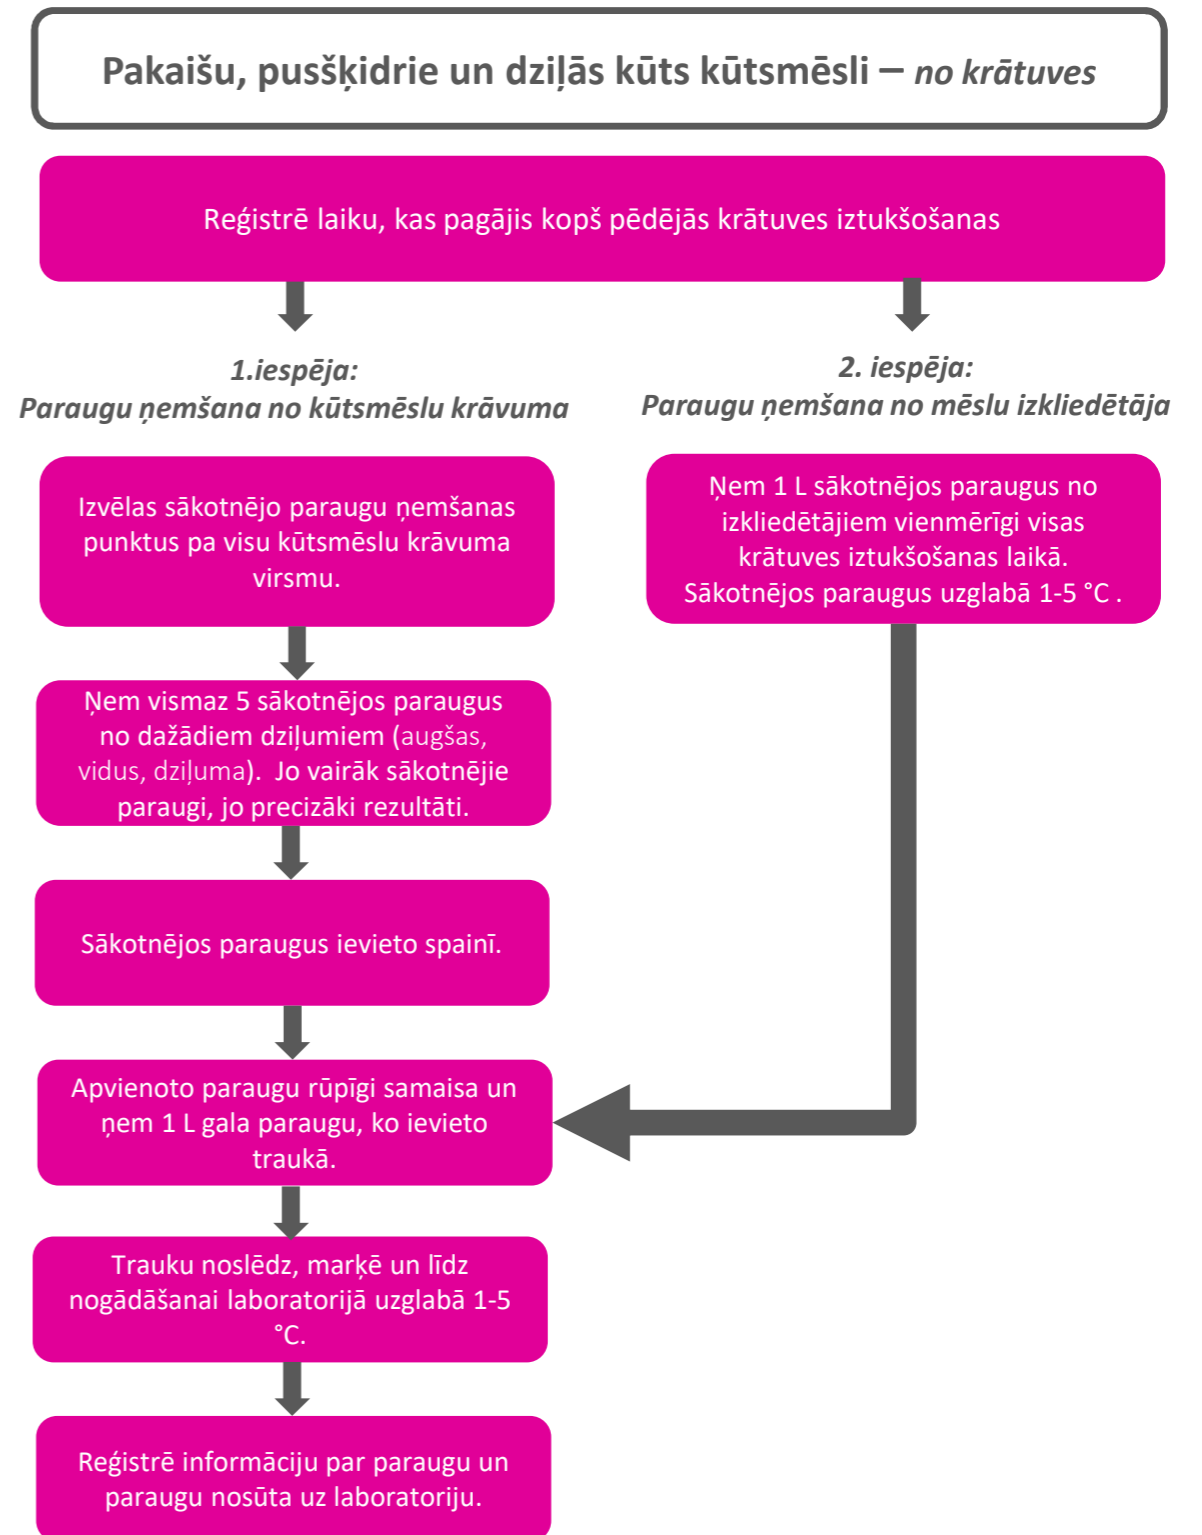 Pakaišu, pusšķidrie un dziļās kūts kūtsmēsli – no krātuves
Reģistrē laiku, kas pagājis kopš pēdējās krātuves iztukšošanas
1.iespēja:
Paraugu ņemšana no kūtsmēslu krāvuma
2. iespēja:
Paraugu ņemšana no mēslu izkliedētāja
Izvēlas sākotnējo paraugu ņemšanas
punktus pa visu kūtsmēslu krāvuma
virsmu.
Ņem 1 L sākotnējos paraugus no
izkliedētājiem vienmērīgi visas
krātuves iztukšošanas laikā.
Sākotnējos paraugus uzglabā 1-5 °C .
Ņem vismaz 5 sākotnējos paraugus
no dažādiem dziļumiem (augšas,
vidus, dziļuma).  Jo vairāk sākotnējie
paraugi, jo precizāki rezultāti.
Sākotnējos paraugus ievieto spainī.
Apvienoto paraugu rūpīgi samaisa un
ņem 1 L gala paraugu, ko ievieto
traukā.
Trauku noslēdz, marķē un līdz
nogādāšanai laboratorijā uzglabā 1-5
°C.
Reģistrē informāciju par paraugu un
paraugu nosūta uz laboratoriju.